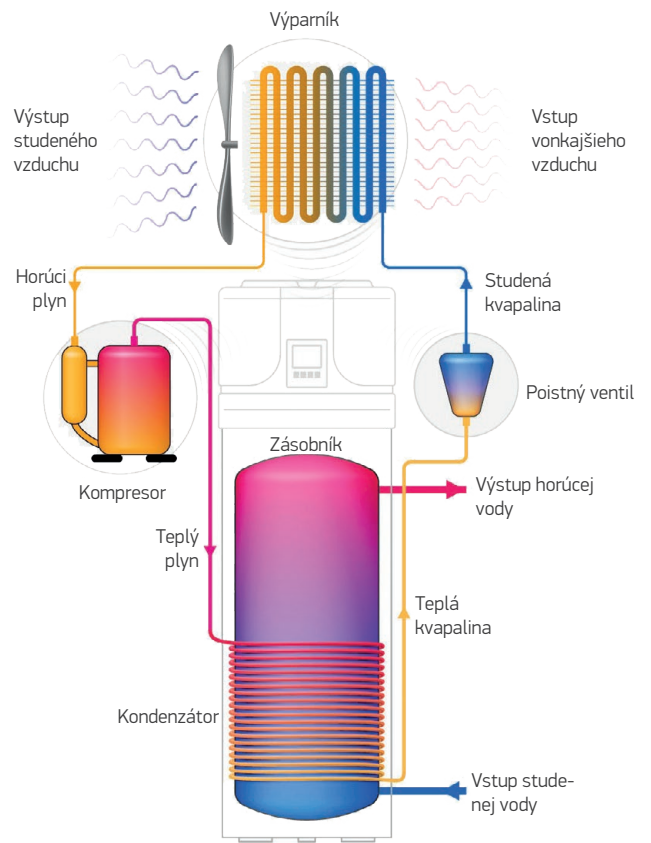 Výparník
Výstup
studeného
vzduchu
Vstup
vonkajšieho
vzduchu
Horúci
plyn
Studená
kvapalina
Poistný ventil
Kompresor
Zásobník
Výstup horúcej
vody
Teplý
plyn
Teplá
kvapalina
Kondenzátor
Vstup stude-
nej vody